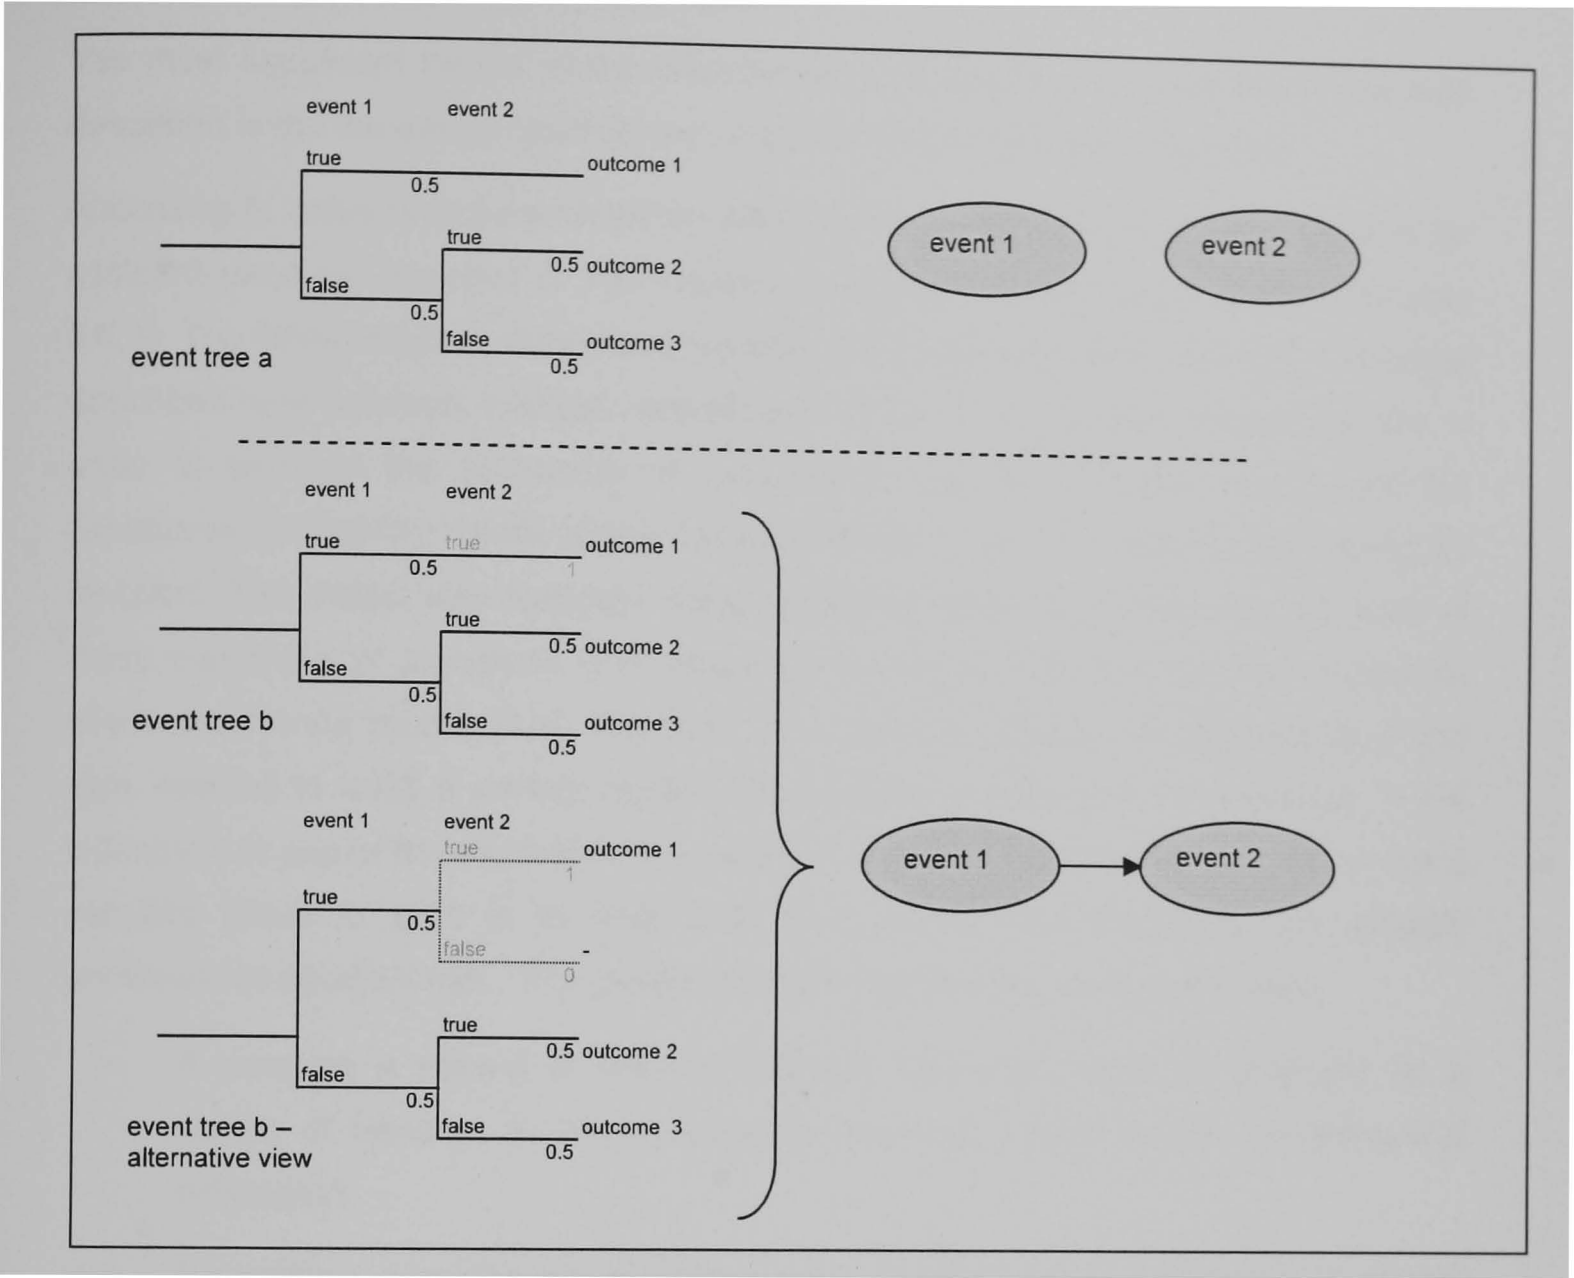 event 1 event 2
true
outcome 1
0.5
true
0.5 outcome 2
false
0.5
false
outcome 3
0.5
event tree a
event 1
event 2
event 1 event 2
true true
outcome 1
0.5 1
true
0.5 outcome 2
false
0.5
false
outcome 3
0.5
event tree b
event 1 event 2
true
outcome 1
1
true
0.5
false
-
0
true
0.5 outcome 2
false
0.5
false
outcome 3
0.5
event tree b –
alternative view
event 1
event 2